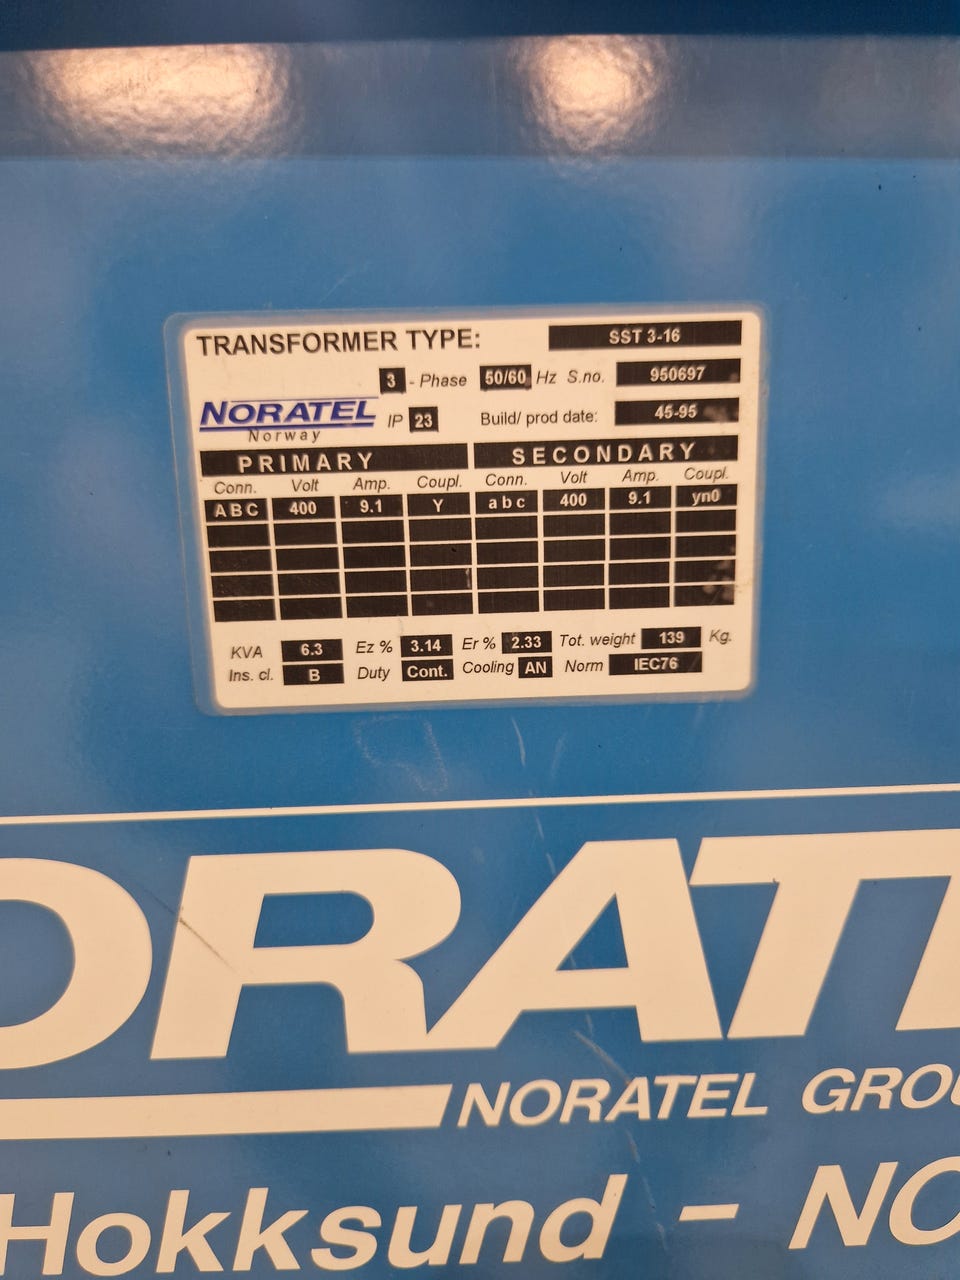 TRANSFORMER TYPE: SST 3-16
3 - Phase 50/60 Hz S.no. 950697
NORATEL IP 23 Build/ prod date: 45-95
Norway
PRIMARY SECONDARY
Conn. Volt Amp. Coupl. Conn. Volt Amp. Coupl.
ABC 400 9.1 Y abc 400 9.1 yn0
KVA 6.3 Ez % 3.14 Er % 2.33 Tot. weight 139 Kg.
Ins. cl. B Duty Cont. Cooling AN Norm IEC76
ORAT
NORATEL GROU
Hokksund - NO